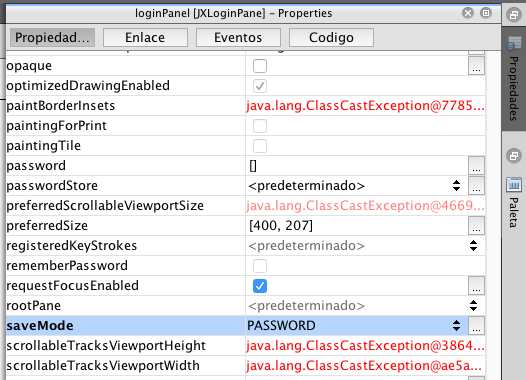 loginPanel [JXLoginPane] – Properties
Propiedad... Enlace Eventos Codigo
opaque ...
optimizedDrawingEnabled
paintBorderInsets java.lang.ClassCastException@7785...
paintingForPrint
paintingTile
password [] ...
passwordStore <predeterminado> ...
preferredScrollableViewportSize java.lang.ClassCastException@4669...
preferredSize [400, 207] ...
registeredKeyStrokes <predeterminado>
rememberPassword
requestFocusEnabled ...
rootPane <predeterminado>
saveMode PASSWORD ...
scrollableTracksViewportHeight java.lang.ClassCastException@3864...
scrollableTracksViewportWidth java.lang.ClassCastException@ae5a...
Propiedades
Paleta